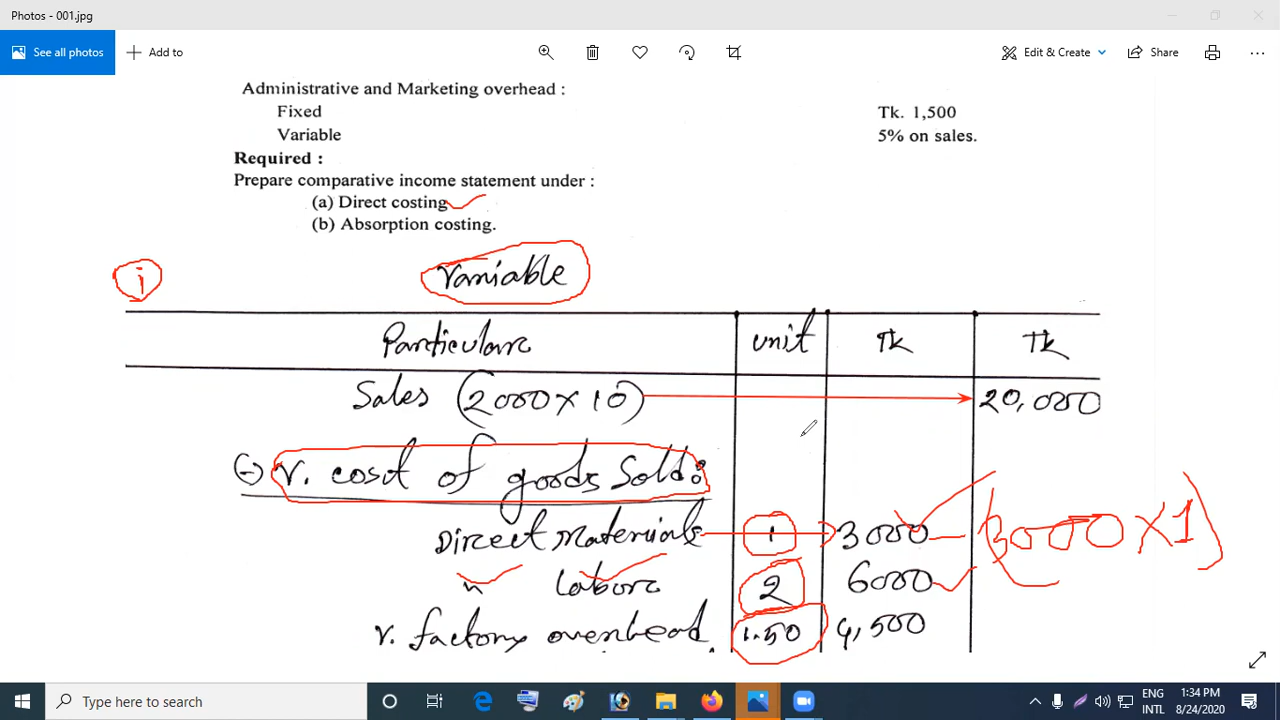 Photos - 001.jpg
See all photos Add to Edit & Create Share
Administrative and Marketing overhead :
Fixed Tk. 1,500
Variable 5% on sales.
Required :
Prepare comparative income statement under :
(a) Direct costing
(b) Absorption costing.
i Variable
Particulars unit Tk Tk
Sales (2000 × 10) 20,000
(-) V. cost of goods Sold:
Direct Materials 1 3000 (3000 × 1)
" Labore 2 6000
V. factory overhead 1.50 4,500
Type here to search
ENG 1:34 PM
INTL 8/24/2020